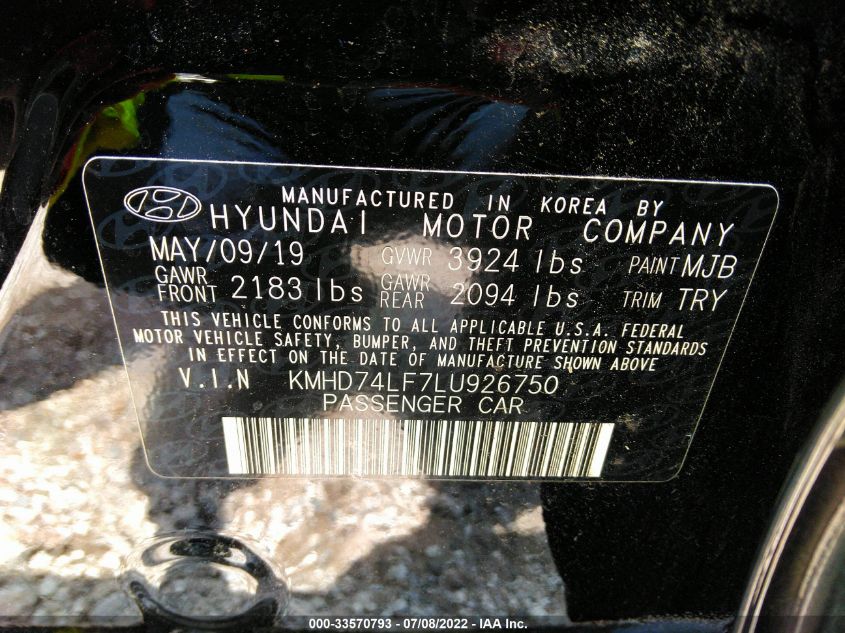 MANUFACTURED IN KOREA BY
HYUNDAI MOTOR COMPANY
MAY/09/19 GVWR 3924 lbs PAINT MJB
GAWR FRONT 2183 lbs GAWR REAR 2094 lbs TRIM TRY
THIS VEHICLE CONFORMS TO ALL APPLICABLE U.S.A. FEDERAL
MOTOR VEHICLE SAFETY, BUMPER, AND THEFT PREVENTION STANDARDS
IN EFFECT ON THE DATE OF MANUFACTURE SHOWN ABOVE
V.I.N KMHD74LF7LU926750
PASSENGER CAR
000-33570793 - 07/08/2022 - IAA Inc.